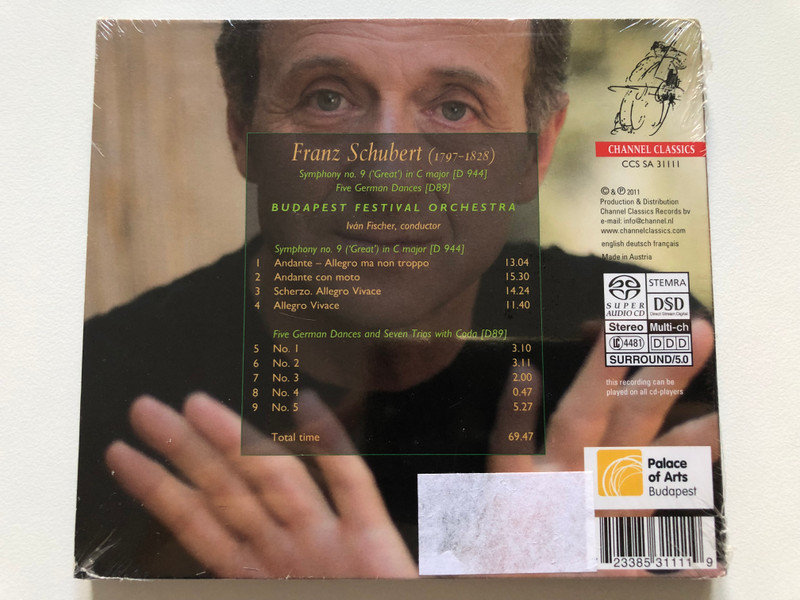 Franz Schubert (1797-1828)
Symphony no. 9 ('Great') in C major [D 944]
Five German Dances [D89]
BUDAPEST FESTIVAL ORCHESTRA
Iván Fischer, conductor
Symphony no. 9 ('Great') in C major [D 944]
1 Andante – Allegro ma non troppo 13.04
2 Andante con moto 15.30
3 Scherzo. Allegro Vivace 14.24
4 Allegro Vivace 11.40
Five German Dances and Seven Trios with Coda [D89]
5 No. 1 3.10
6 No. 2 3.11
7 No. 3 2.00
8 No. 4 0.47
9 No. 5 5.27
Total time 69.47
CHANNEL CLASSICS
CCS SA 31111
© & ℗ 2011
Production & Distribution
Channel Classics Records bv
e-mail: info@channel.nl
www.channelclassics.com
english deutsch français
Made in Austria
SUPER AUDIO CD
STEMRA
DSD
Direct Stream Digital
Stereo Multi-ch
LC 4481 DDD
SURROUND/5.0
this recording can be
played on all cd-players
Palace
of Arts
Budapest
23385 31111 9